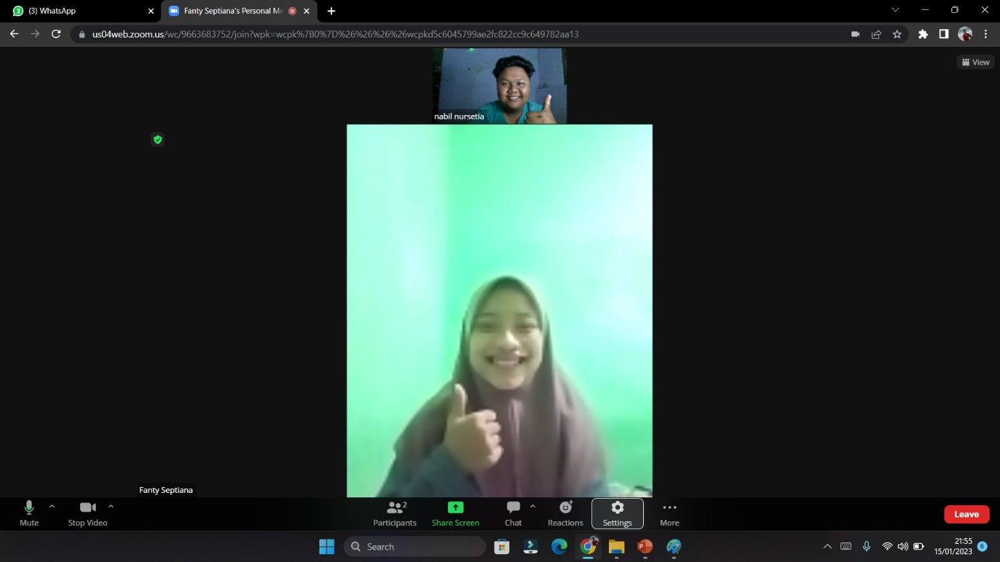 (3) WhatsApp
Fanty Septiana's Personal Me
us04web.zoom.us/wc/9663683752/join?wpk=wcpk%7B0%7D%26%26%26%26wcpkd5c6045799ae2fc822cc9c649782aa13
View
nabil nursetia
Fanty Septiana
Mute
Stop Video
Participants
2
Share Screen
Chat
Reactions
Settings
More
Leave
Search
21:55
15/01/2023
6